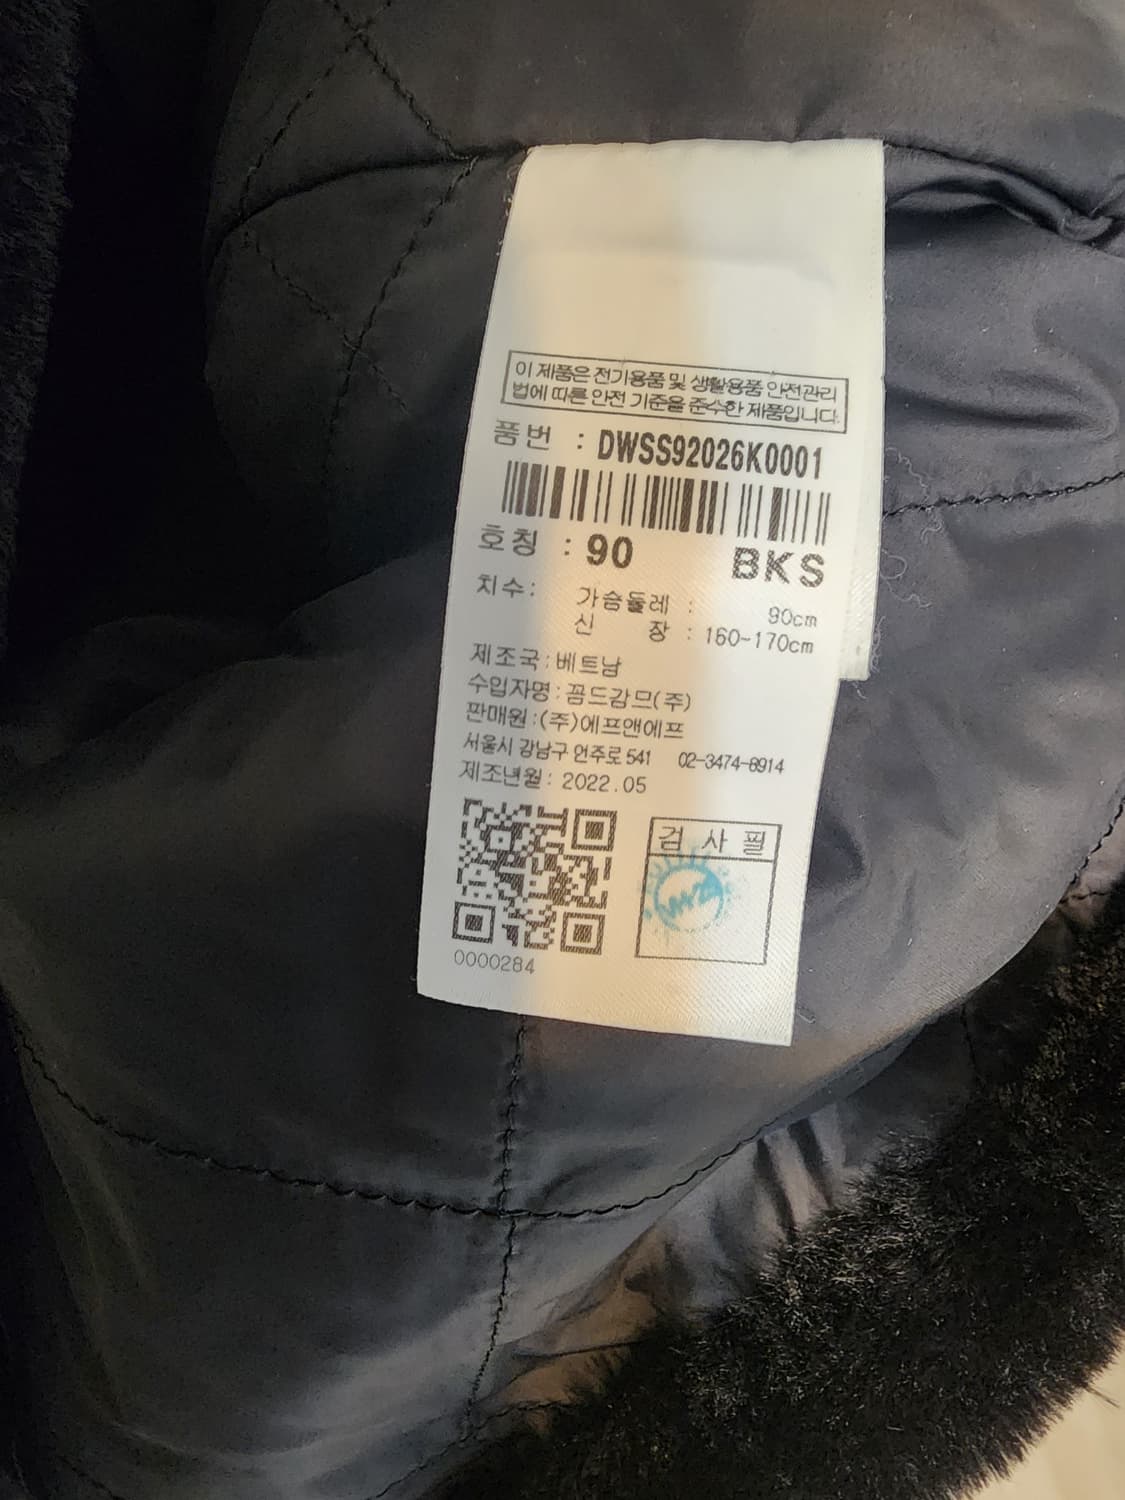 이 제품은 전기용품 및 생활용품 안전관리
법에 따른 안전 기준을 준수한 제품입니다.
품번 : DWSS92026K0001
호칭 : 90 BKS
치수: 가슴둘레 : 90cm
신 장 : 160~170cm
제조국:베트남
수입자명:꼼드감므(주)
판매원:(주)에프앤에프
서울시 강남구 언주로 541 02-3474-8914
제조년월: 2022.05
검 사 필
0000284